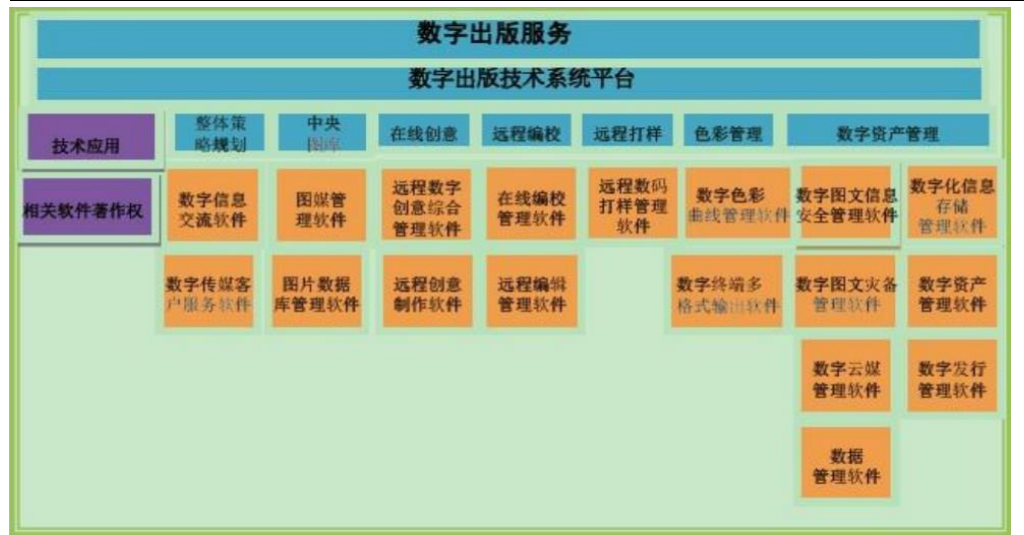 数字出版服务
数字出版技术系统平台
技术应用
整体策
略规划
中央
图库
在线创意
远程编校
远程打样
色彩管理
数字资产管理
相关软件著作权
数字信息
交流软件
图媒管
理软件
远程数字
创意综合
管理软件
在线编校
管理软件
远程数码
打样管理
软件
数字色彩
曲线管理软件
数字图文信息
安全管理软件
数字化信息
存储
管理软件
数字传媒客
户服务软件
图片数据
库管理软件
远程创意
制作软件
远程编辑
管理软件
数字终端多
格式输出软件
数字图文灾备
管理软件
数字资产
管理软件
数字云媒
管理软件
数字发行
管理软件
数据
管理软件